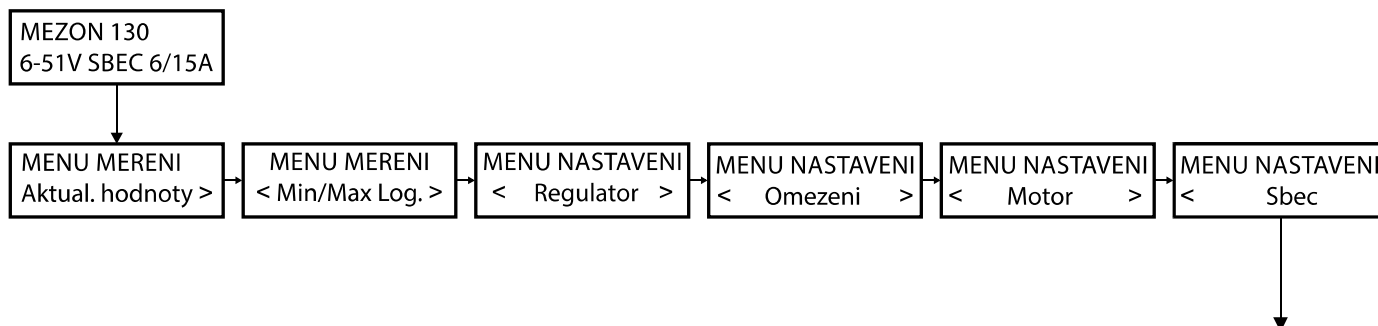 MEZON 130
6-51V SBEC 6/15A
MENU MERENI
Aktual. hodnoty >
MENU MERENI
< Min/Max Log. >
MENU NASTAVENI
< Regulator >
MENU NASTAVENI
< Omezeni >
MENU NASTAVENI
< Motor >
MENU NASTAVENI
< Sbec